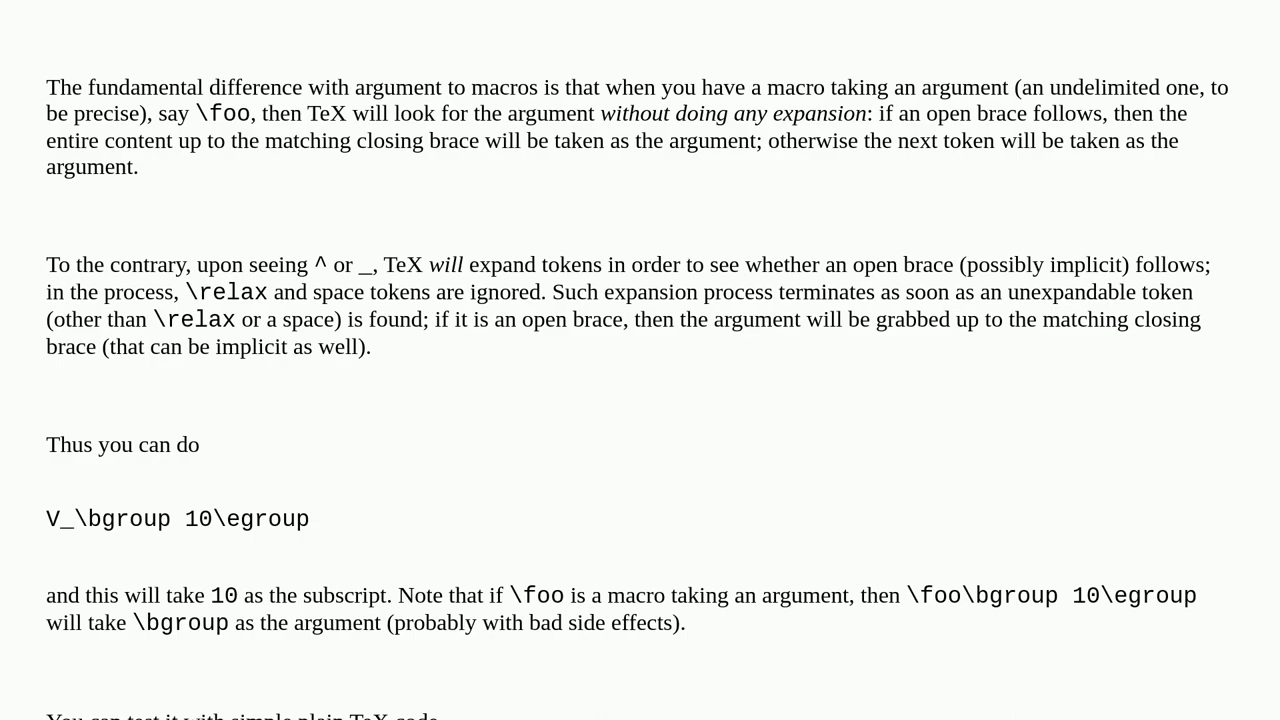 The fundamental difference with argument to macros is that when you have a macro taking an argument (an undelimited one, to
be precise), say \foo, then TeX will look for the argument without doing any expansion: if an open brace follows, then the
entire content up to the matching closing brace will be taken as the argument; otherwise the next token will be taken as the
argument.
To the contrary, upon seeing ^ or _, TeX will expand tokens in order to see whether an open brace (possibly implicit) follows;
in the process, \relax and space tokens are ignored. Such expansion process terminates as soon as an unexpandable token
(other than \relax or a space) is found; if it is an open brace, then the argument will be grabbed up to the matching closing
brace (that can be implicit as well).
Thus you can do
V_\bgroup 10\egroup
and this will take 10 as the subscript. Note that if \foo is a macro taking an argument, then \foo\bgroup 10\egroup
will take \bgroup as the argument (probably with bad side effects).
You can test it with simple plain TeX code